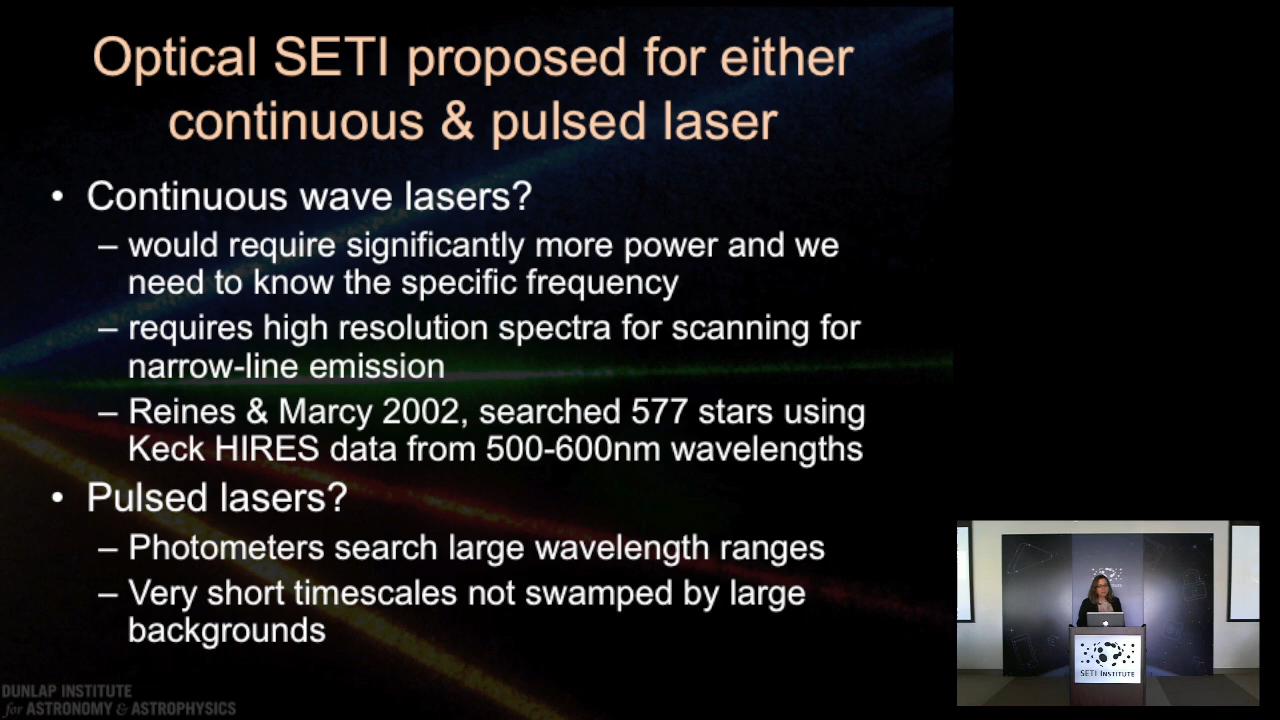 Optical SETI proposed for either
continuous & pulsed laser
• Continuous wave lasers?
– would require significantly more power and we
need to know the specific frequency
– requires high resolution spectra for scanning for
narrow-line emission
– Reines & Marcy 2002, searched 577 stars using
Keck HIRES data from 500-600nm wavelengths
• Pulsed lasers?
– Photometers search large wavelength ranges
– Very short timescales not swamped by large
backgrounds
DUNLAP INSTITUTE
for ASTRONOMY & ASTROPHYSICS
SETI INSTITUTE